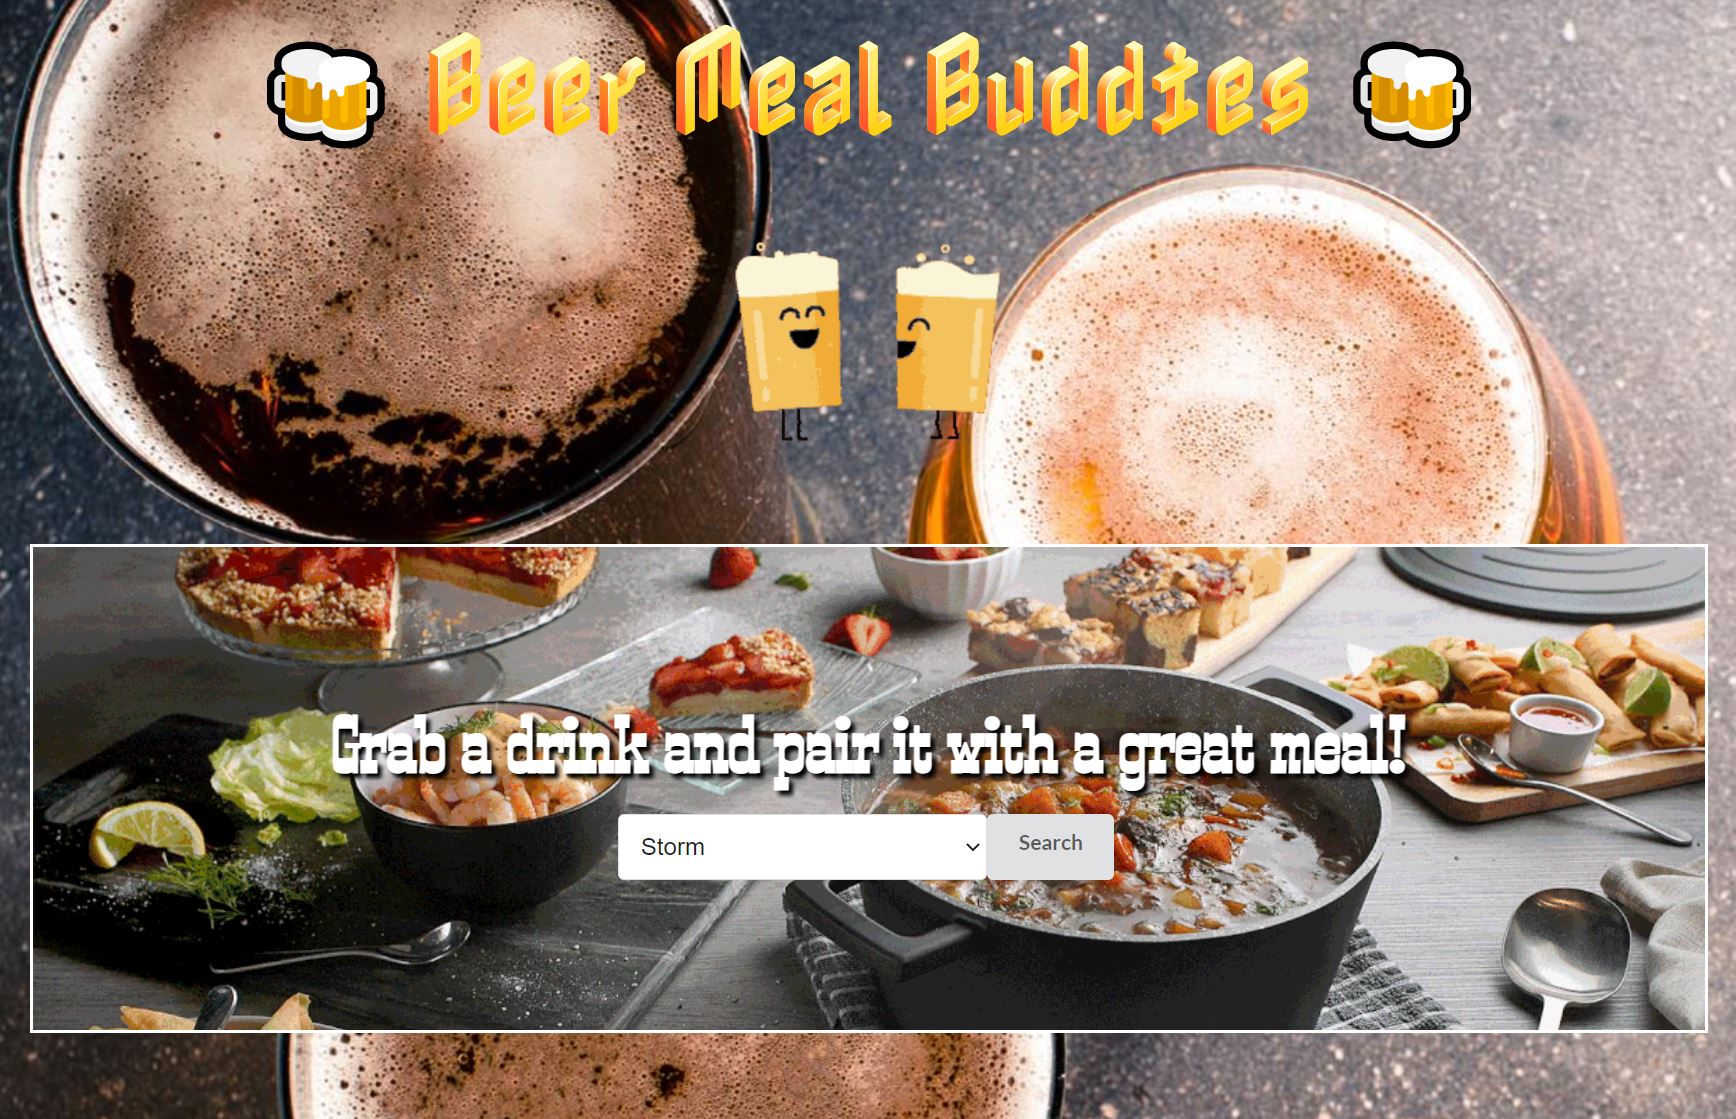 Beer Meal Buddies
Grab a drink and pair it with a great meal!
Storm
Search